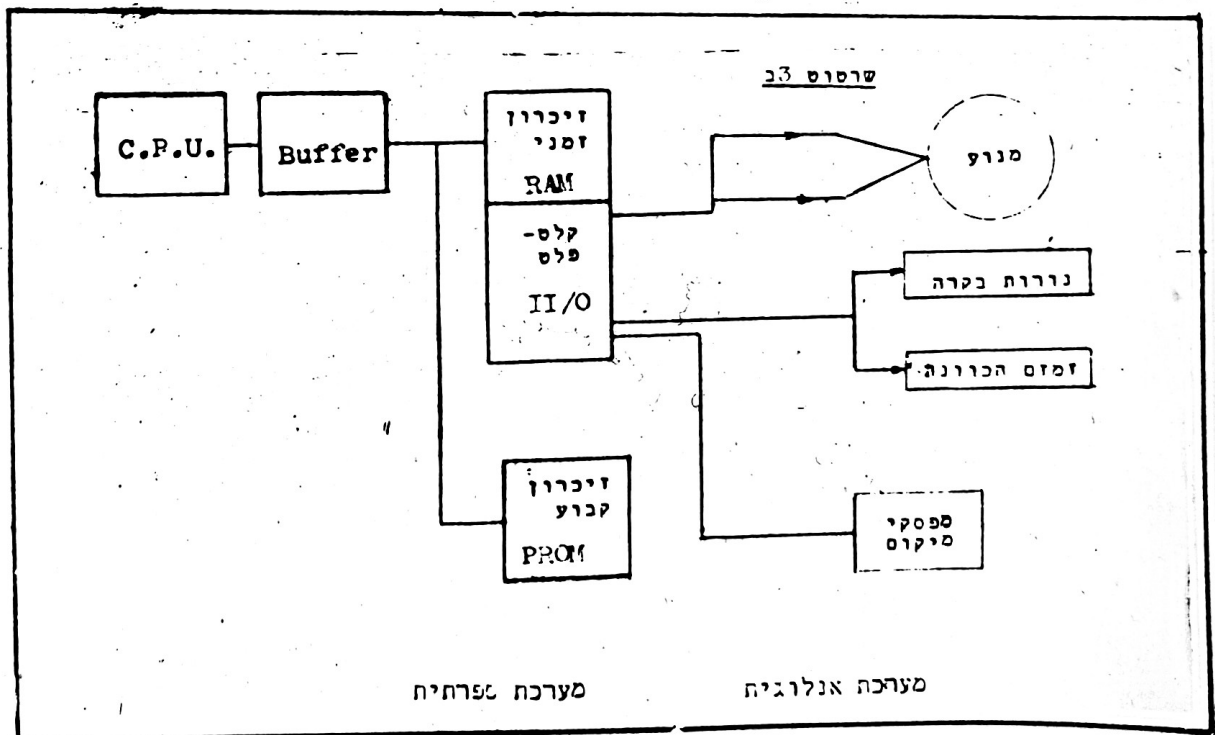 שרטוט 3ב
C.P.U.
Buffer
זיכרון
זמני
RAM
קלט-
פלט
II/O
מנוע
נורות בקרה
זמזם הכוונה
זיכרון
קבוע
PROM
מפסקי
מיקום
מערכת ספרתית
מערכת אנלוגית